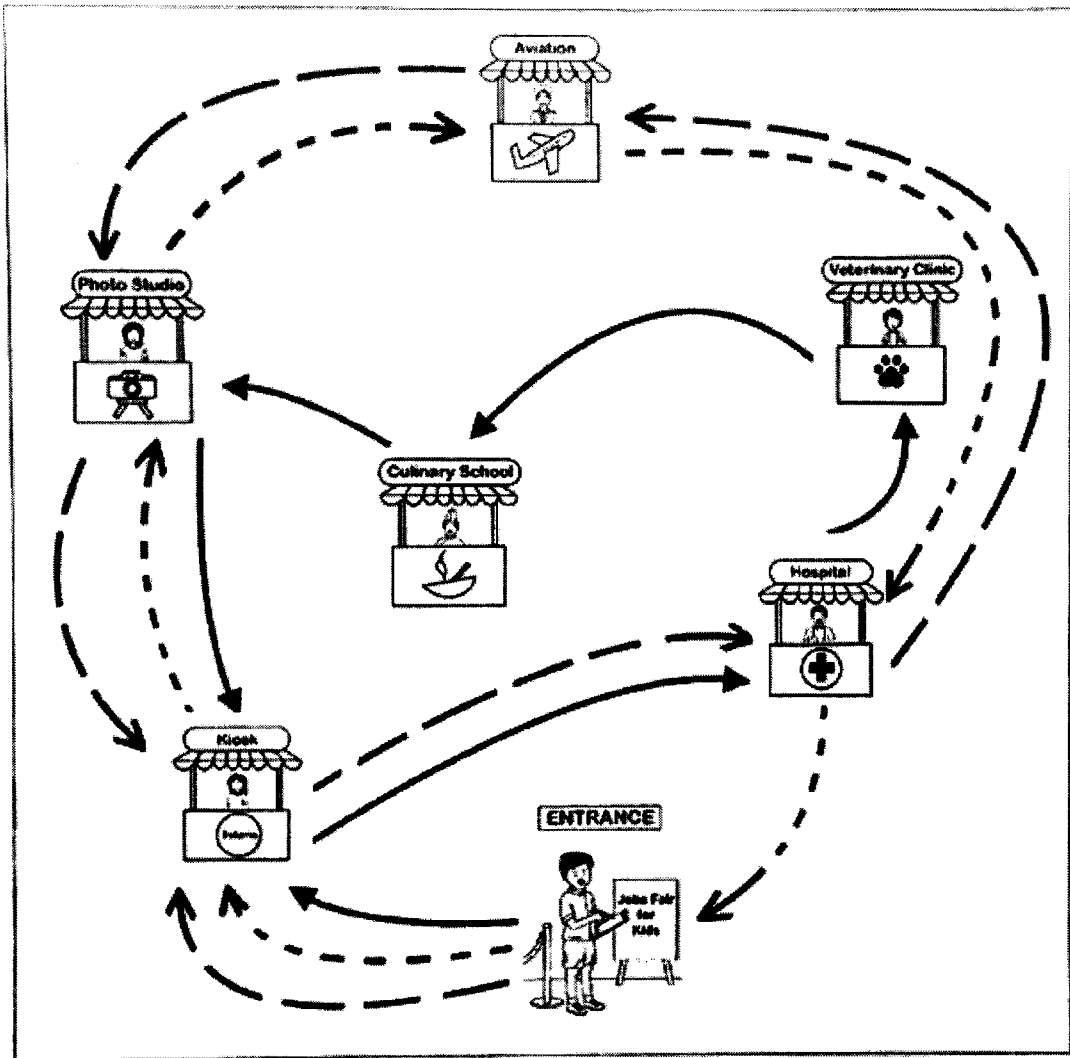 Aviation
Photo Studio
Veterinary Clinic
Culinary School
Hospital
Kiosk
ENTRANCE
Jobs Fair
for
Kids